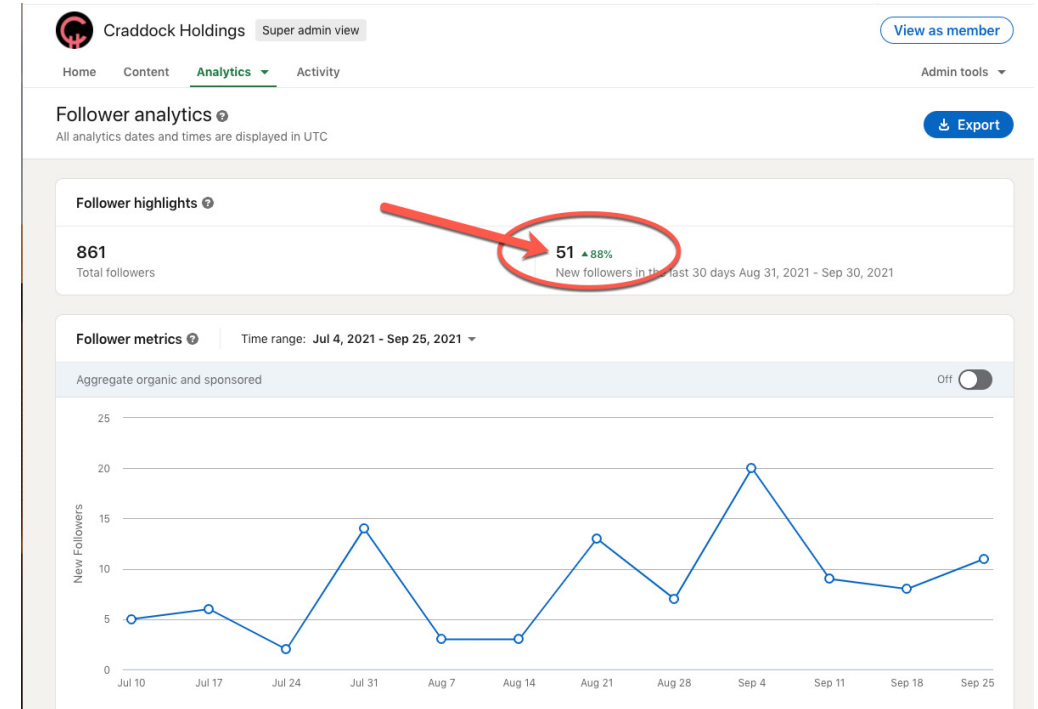 Craddock Holdings Super admin view View as member
Home Content Analytics Activity Admin tools
Follower analytics
All analytics dates and times are displayed in UTC
Export
Follower highlights
861
Total followers
51 ▲88%
New followers in the last 30 days Aug 31, 2021 - Sep 30, 2021
Follower metrics Time range: Jul 4, 2021 - Sep 25, 2021
Aggregate organic and sponsored Off
New Followers
25
20
15
10
5
0
Jul 10 Jul 17 Jul 24 Jul 31 Aug 7 Aug 14 Aug 21 Aug 28 Sep 4 Sep 11 Sep 18 Sep 25